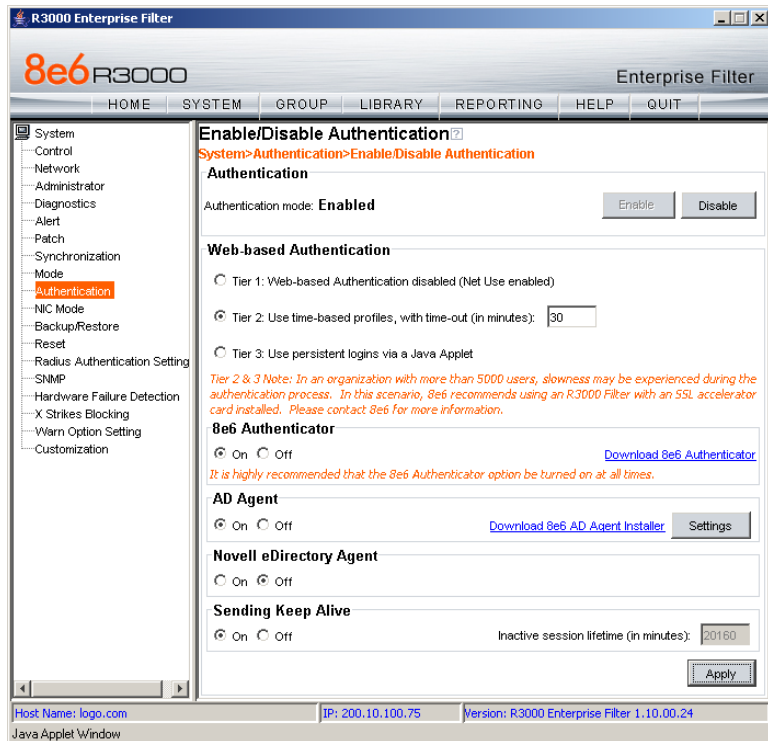 R3000 Enterprise Filter
8e6 R3000
Enterprise Filter
HOME SYSTEM GROUP LIBRARY REPORTING HELP QUIT
System
Control
Network
Administrator
Diagnostics
Alert
Patch
Synchronization
Mode
Authentication
NIC Mode
Backup/Restore
Reset
Radius Authentication Setting
SNMP
Hardware Failure Detection
X Strikes Blocking
Warn Option Setting
Customization
Enable/Disable Authentication ?
System>Authentication>Enable/Disable Authentication
Authentication
Authentication mode: Enabled Enable Disable
Web-based Authentication
Tier 1: Web-based Authentication disabled (Net Use enabled)
Tier 2: Use time-based profiles, with time-out (in minutes): 30
Tier 3: Use persistent logins via a Java Applet
Tier 2 & 3 Note: In an organization with more than 5000 users, slowness may be experienced during the
authentication process. In this scenario, 8e6 recommends using an R3000 Filter with an SSL accelerator
card installed. Please contact 8e6 for more information.
8e6 Authenticator
On Off Download 8e6 Authenticator
It is highly recommended that the 8e6 Authenticator option be turned on at all times.
AD Agent
On Off Download 8e6 AD Agent Installer Settings
Novell eDirectory Agent
On Off
Sending Keep Alive
On Off Inactive session lifetime (in minutes): 20160
Apply
Host Name: logo.com IP: 200.10.100.75 Version: R3000 Enterprise Filter 1.10.00.24
Java Applet Window